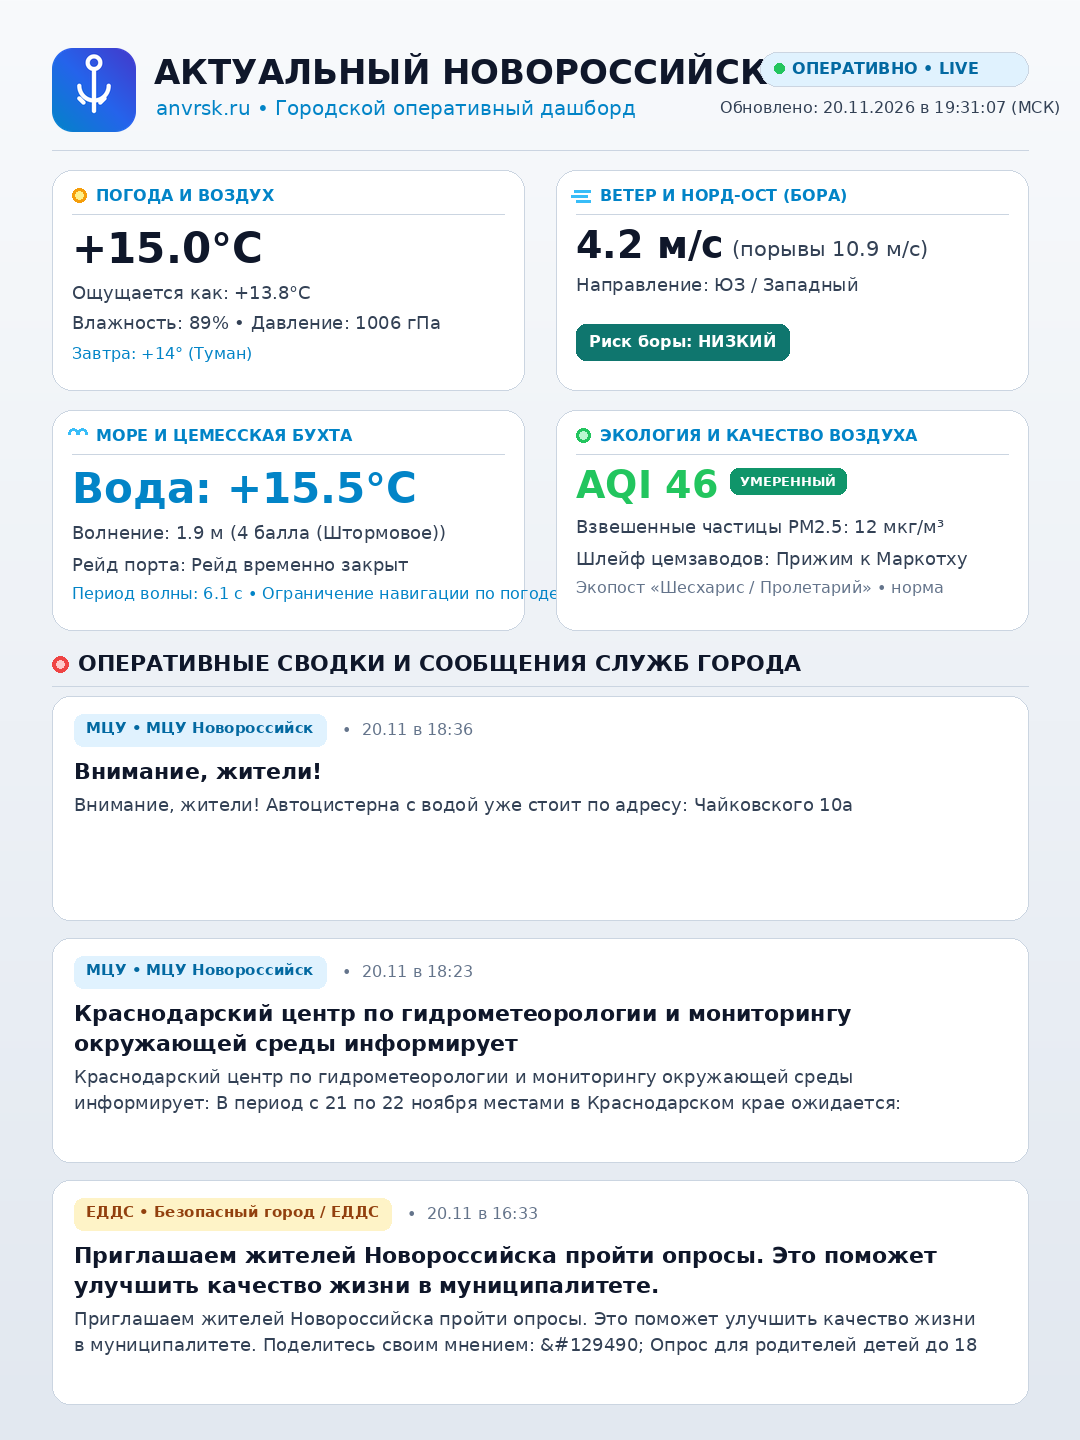 АКТУАЛЬНЫЙ НОВОРОССИЙСК
ОПЕРАТИВНО • LIVE
anvrsk.ru • Городской оперативный дашборд
Обновлено: 20.11.2026 в 19:31:07 (МСК)
ПОГОДА И ВОЗДУХ
+15.0°C
Ощущается как: +13.8°C
Влажность: 89% • Давление: 1006 гПа
Завтра: +14° (Туман)
ВЕТЕР И НОРД-ОСТ (БОРА)
4.2 м/с (порывы 10.9 м/с)
Направление: ЮЗ / Западный
Риск боры: НИЗКИЙ
МОРЕ И ЦЕМЕССКАЯ БУХТА
Вода: +15.5°C
Волнение: 1.9 м (4 балла (Штормовое))
Рейд порта: Рейд временно закрыт
Период волны: 6.1 с • Ограничение навигации по погоде
ЭКОЛОГИЯ И КАЧЕСТВО ВОЗДУХА
AQI 46 УМЕРЕННЫЙ
Взвешенные частицы PM2.5: 12 мкг/м³
Шлейф цемзаводов: Прижим к Маркотху
Экопост «Шесхарис / Пролетарий» • норма
ОПЕРАТИВНЫЕ СВОДКИ И СООБЩЕНИЯ СЛУЖБ ГОРОДА
МЦУ • МЦУ Новороссийск • 20.11 в 18:36
Внимание, жители!
Внимание, жители! Автоцистерна с водой уже стоит по адресу: Чайковского 10а
МЦУ • МЦУ Новороссийск • 20.11 в 18:23
Краснодарский центр по гидрометеорологии и мониторингу
окружающей среды информирует
Краснодарский центр по гидрометеорологии и мониторингу окружающей среды
информирует: В период с 21 по 22 ноября местами в Краснодарском крае ожидается:
ЕДДС • Безопасный город / ЕДДС • 20.11 в 16:33
Приглашаем жителей Новороссийска пройти опросы. Это поможет
улучшить качество жизни в муниципалитете.
Приглашаем жителей Новороссийска пройти опросы. Это поможет улучшить качество жизни
в муниципалитете. Поделитесь своим мнением: &#129490; Опрос для родителей детей до 18